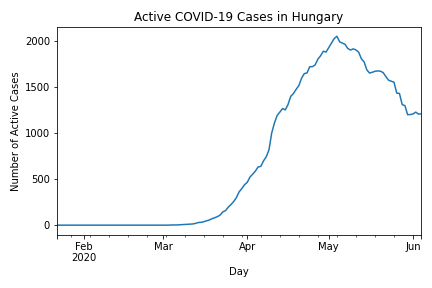 Active COVID-19 Cases in Hungary
Number of Active Cases
2000
1500
1000
500
0
Feb
2020
Mar
Apr
May
Jun
Day